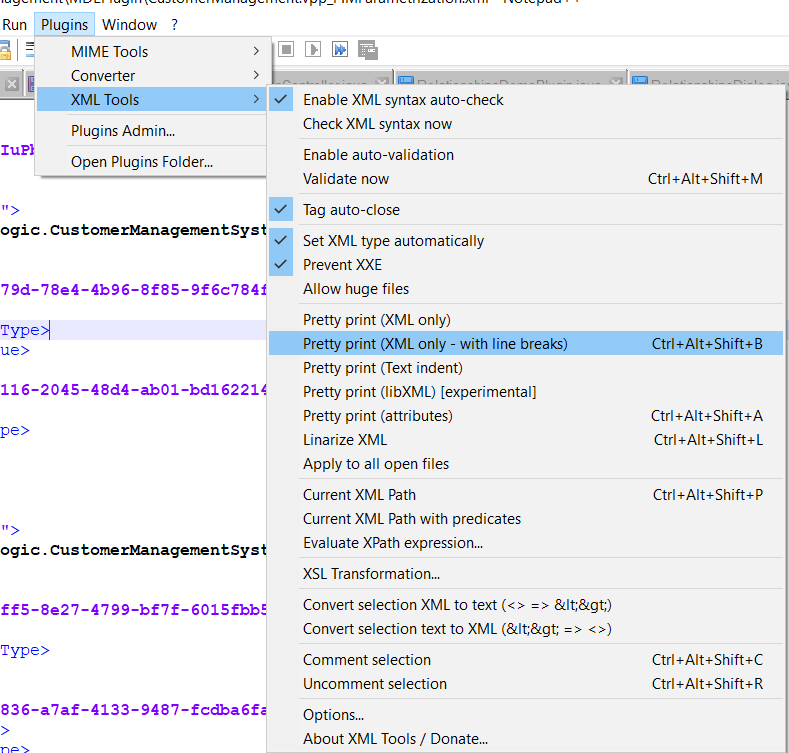 Run Plugins Window ?
MIME Tools
Converter
XML Tools
Plugins Admin...
Open Plugins Folder...
Enable XML syntax auto-check
Check XML syntax now
Enable auto-validation
Validate now Ctrl+Alt+Shift+M
Tag auto-close
Set XML type automatically
Prevent XXE
Allow huge files
Pretty print (XML only)
Pretty print (XML only - with line breaks) Ctrl+Alt+Shift+B
Pretty print (Text indent)
Pretty print (libXML) [experimental]
Pretty print (attributes) Ctrl+Alt+Shift+A
Linarize XML Ctrl+Alt+Shift+L
Apply to all open files
Current XML Path Ctrl+Alt+Shift+P
Current XML Path with predicates
Evaluate XPath expression...
XSL Transformation...
Convert selection XML to text (<> => &lt;&gt;)
Convert selection text to XML (&lt;&gt; => <>)
Comment selection Ctrl+Alt+Shift+C
Uncomment selection Ctrl+Alt+Shift+R
Options...
About XML Tools / Donate...
IuPb
">
ogic.CustomerManagementSyst
79d-78e4-4b96-8f85-9f6c784f
Type>
ue>
116-2045-48d4-ab01-bd162214
pe>
">
ogic.CustomerManagementSyst
ff5-8e27-4799-bf7f-6015fbb5
Type>
836-a7af-4133-9487-fcdba6fa
>
pe>